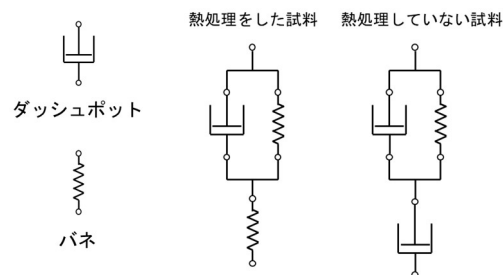 熱処理をした試料
熱処理していない試料
ダッシュポット
バネ